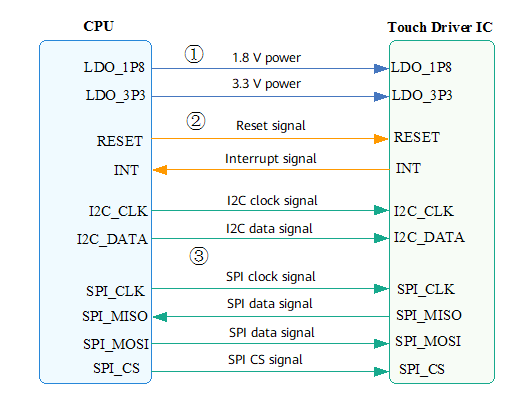 CPU
Touch Driver IC
① 1.8 V power
LDO_1P8 LDO_1P8
3.3 V power
LDO_3P3 LDO_3P3
② Reset signal
RESET RESET
Interrupt signal
INT INT
I2C clock signal
I2C_CLK I2C_CLK
I2C data signal
I2C_DATA I2C_DATA
③
SPI clock signal
SPI_CLK SPI_CLK
SPI data signal
SPI_MISO SPI_MISO
SPI data signal
SPI_MOSI SPI_MOSI
SPI CS signal
SPI_CS SPI_CS